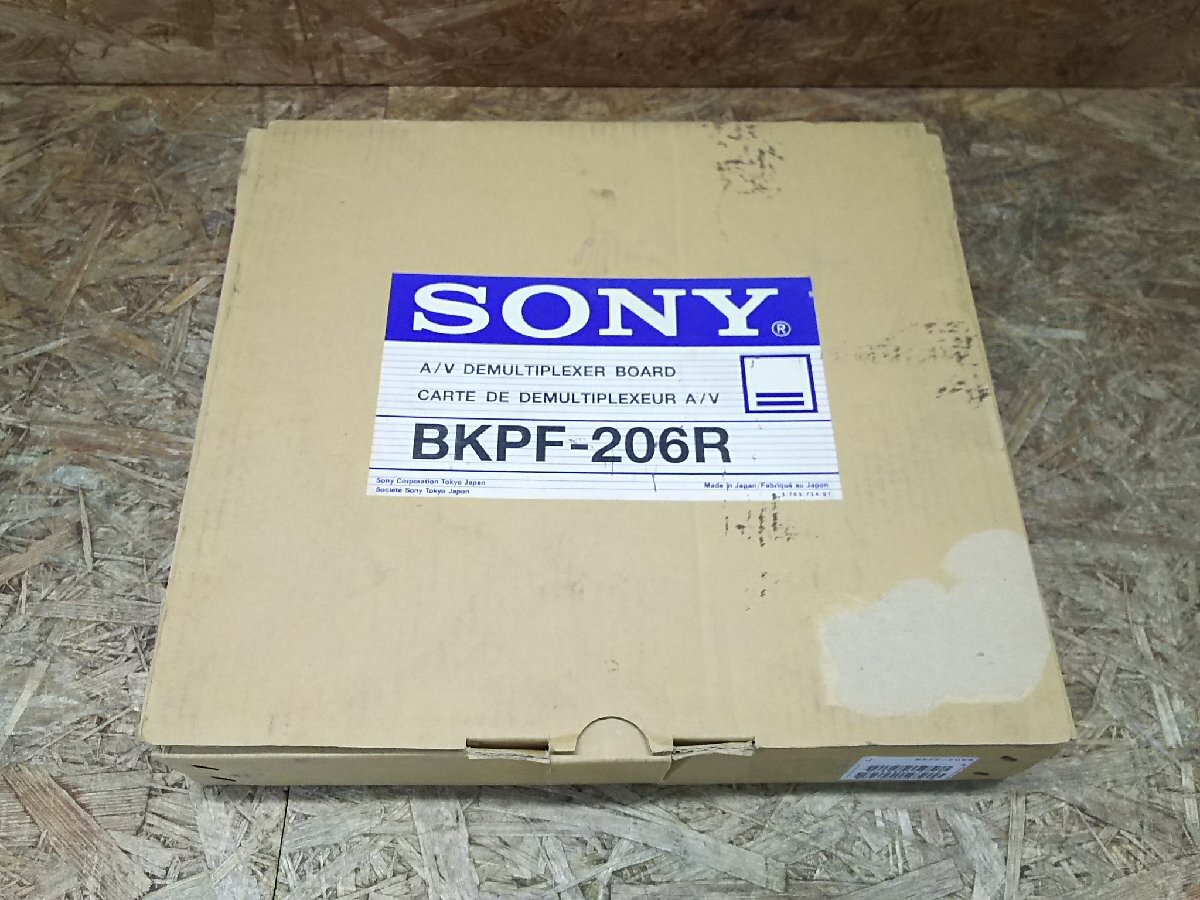 SONY®
A/V DEMULTIPLEXER BOARD
CARTE DE DEMULTIPLEXEUR A/V
BKPF-206R
Sony Corporation Tokyo Japan
Societe Sony Tokyo Japan
Made in Japan/Fabriqué au Japon